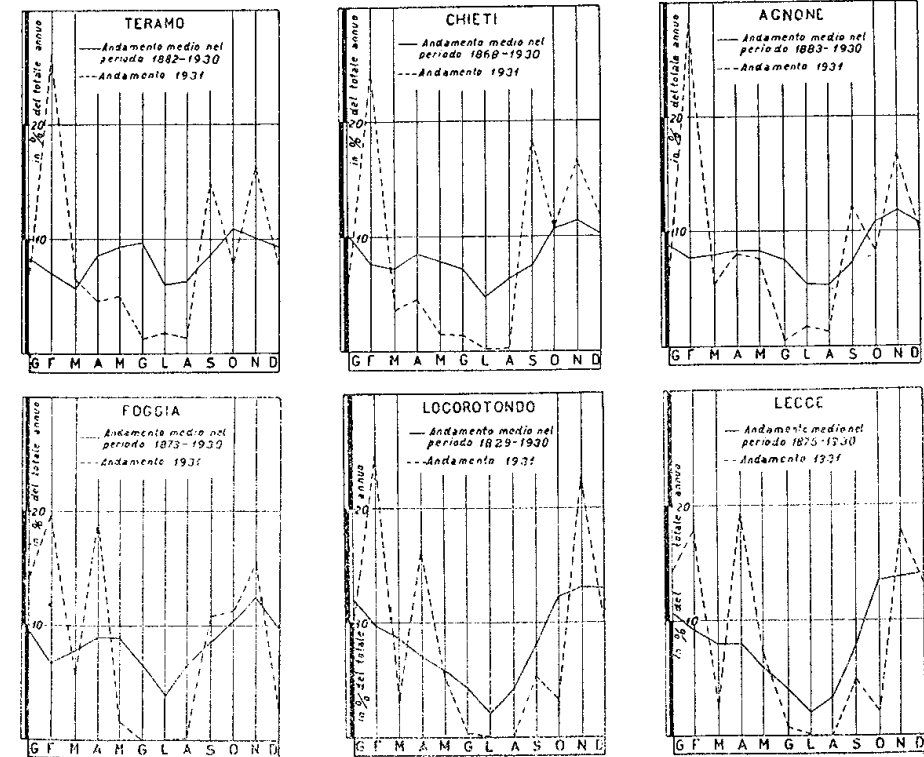 TERAMO
Andamento medio nel
periodo 1882-1930
Andamento 1931
in % del totale annuo
20
10
G F M A M G L A S O N D
CHIETI
Andamento medio nel
periodo 1868-1930
Andamento 1931
in % del totale annuo
20
10
G F M A M G L A S O N D
AGNONE
Andamento medio nel
periodo 1883-1930
Andamento 1931
in % del totale annuo
20
10
G F M A M G L A S O N D
FOGGIA
Andamento medio nel
periodo 1873-1930
Andamento 1931
in % del totale annuo
20
10
G F M A M G L A S O N D
LOCOROTONDO
Andamento medio nel
periodo 1829-1930
Andamento 1931
in % del totale annuo
20
10
G F M A M G L A S O N D
LECCE
Andamento medio nel
periodo 1875-1930
Andamento 1931
in % del totale annuo
20
10
G F M A M G L A S O N D